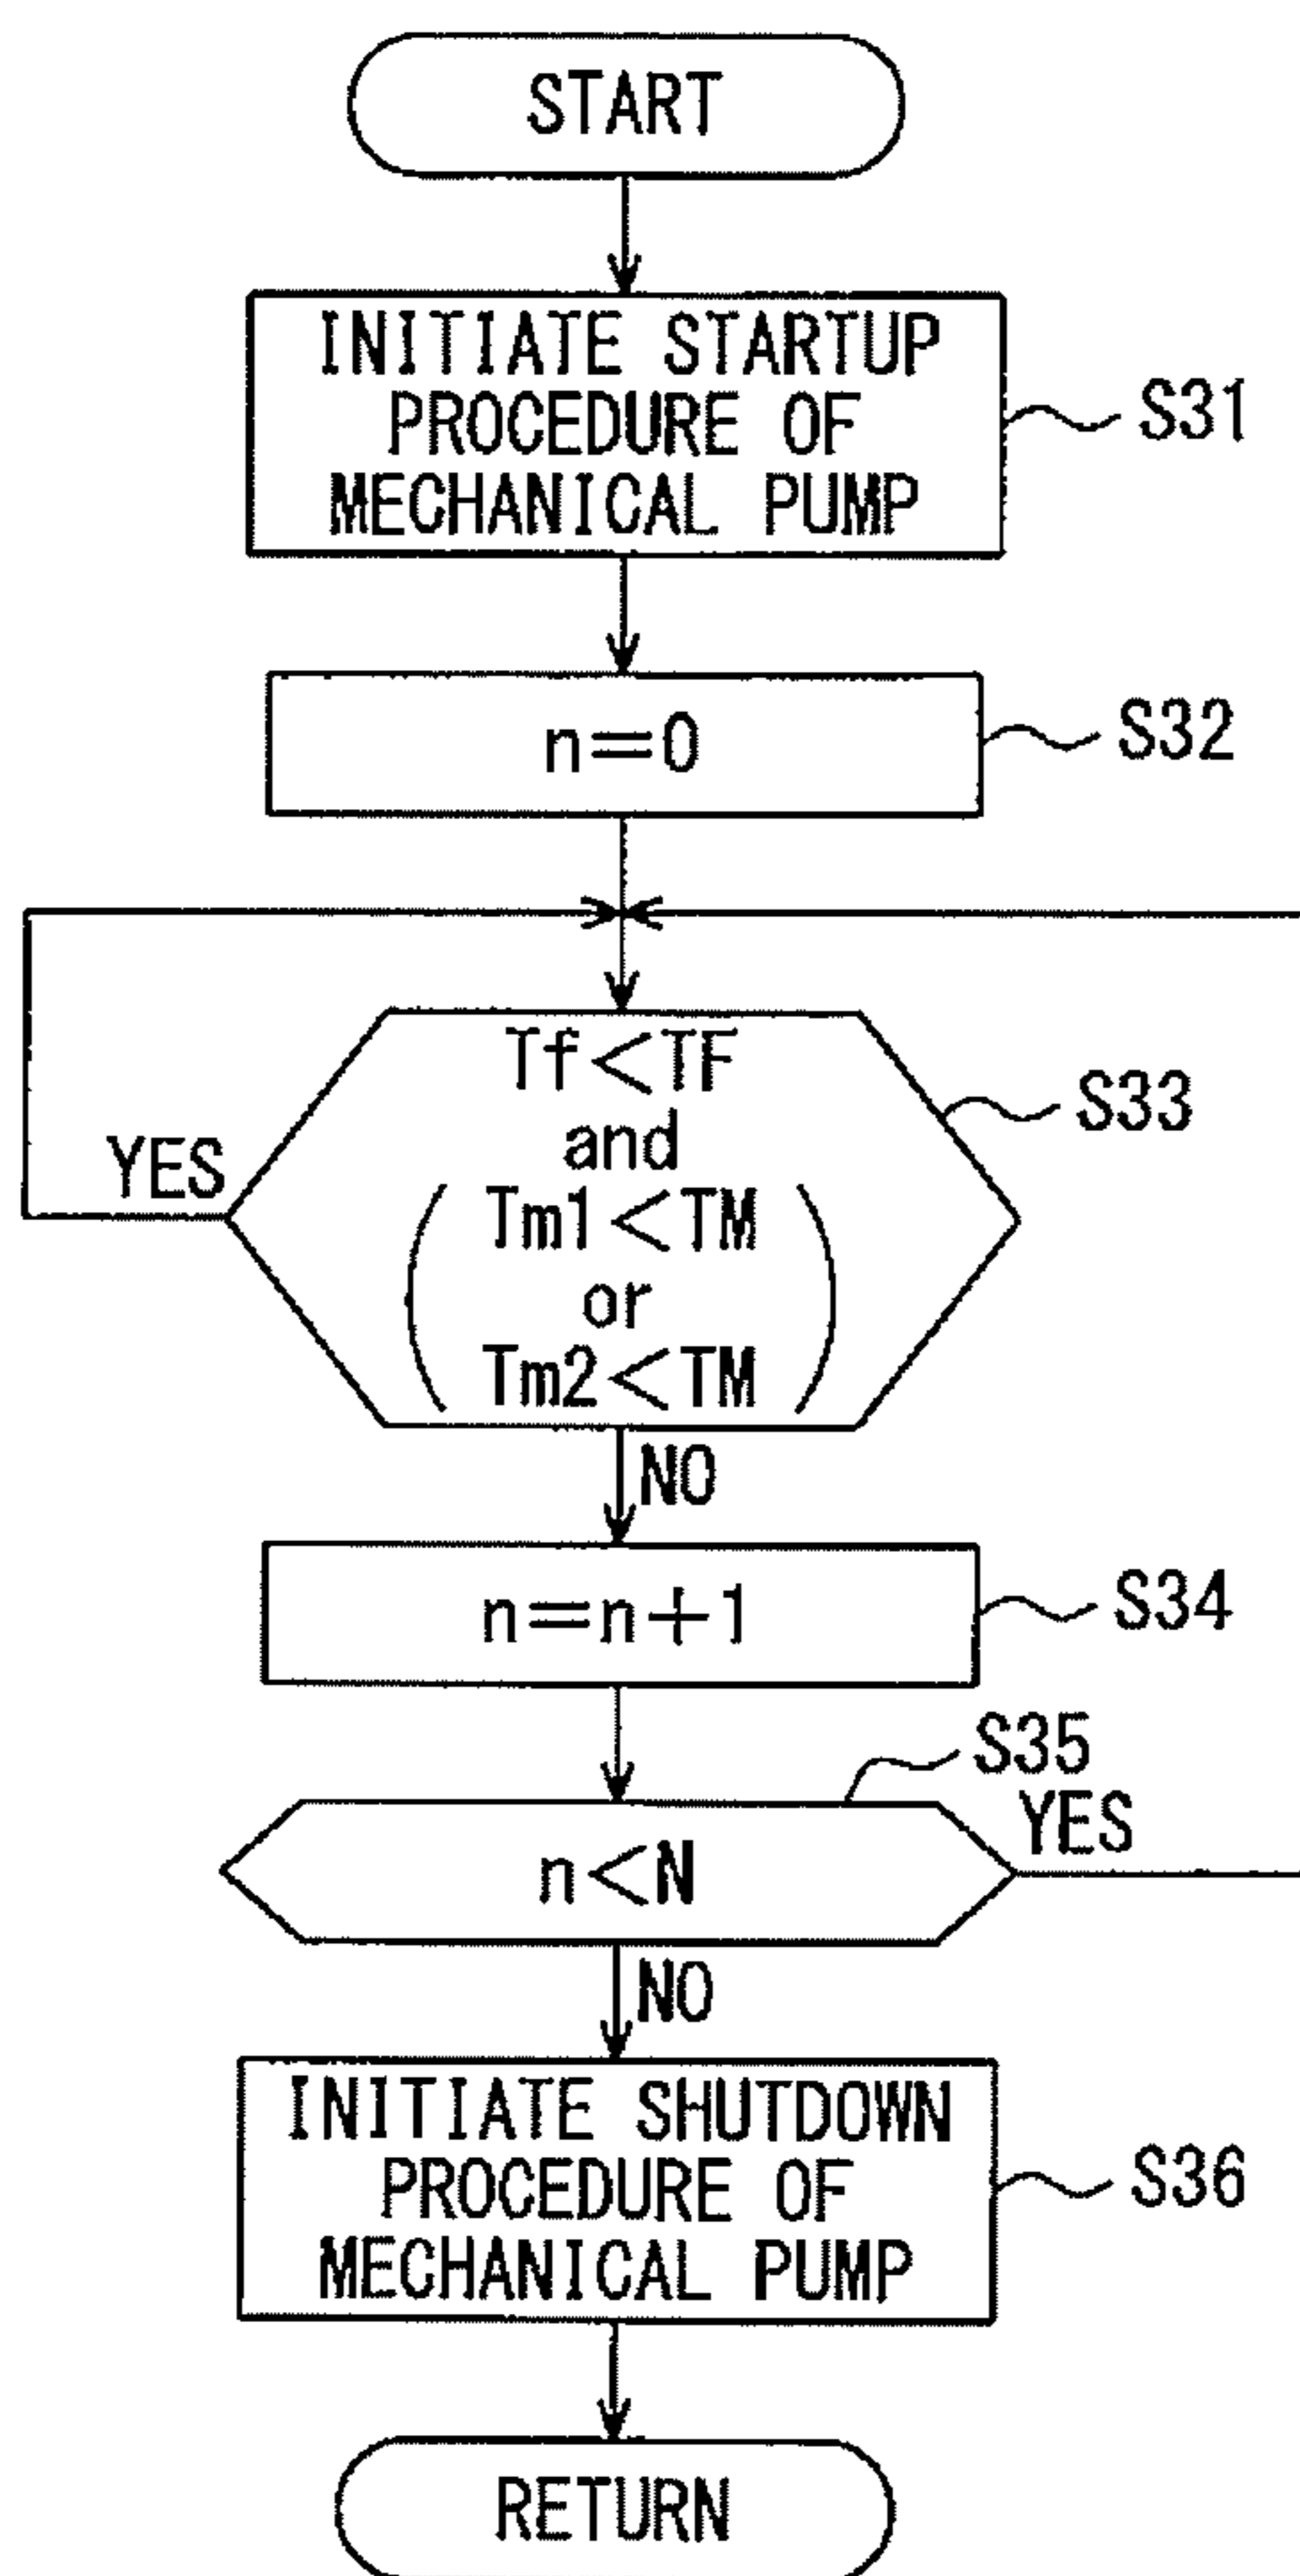 START
INITIATE STARTUP
PROCEDURE OF
MECHANICAL PUMP
S31
n=0
S32
Tf<TF
and
( Tm1<TM
or
Tm2<TM )
S33
YES
NO
n=n+1
S34
S35
n<N
YES
NO
INITIATE SHUTDOWN
PROCEDURE OF
MECHANICAL PUMP
S36
RETURN